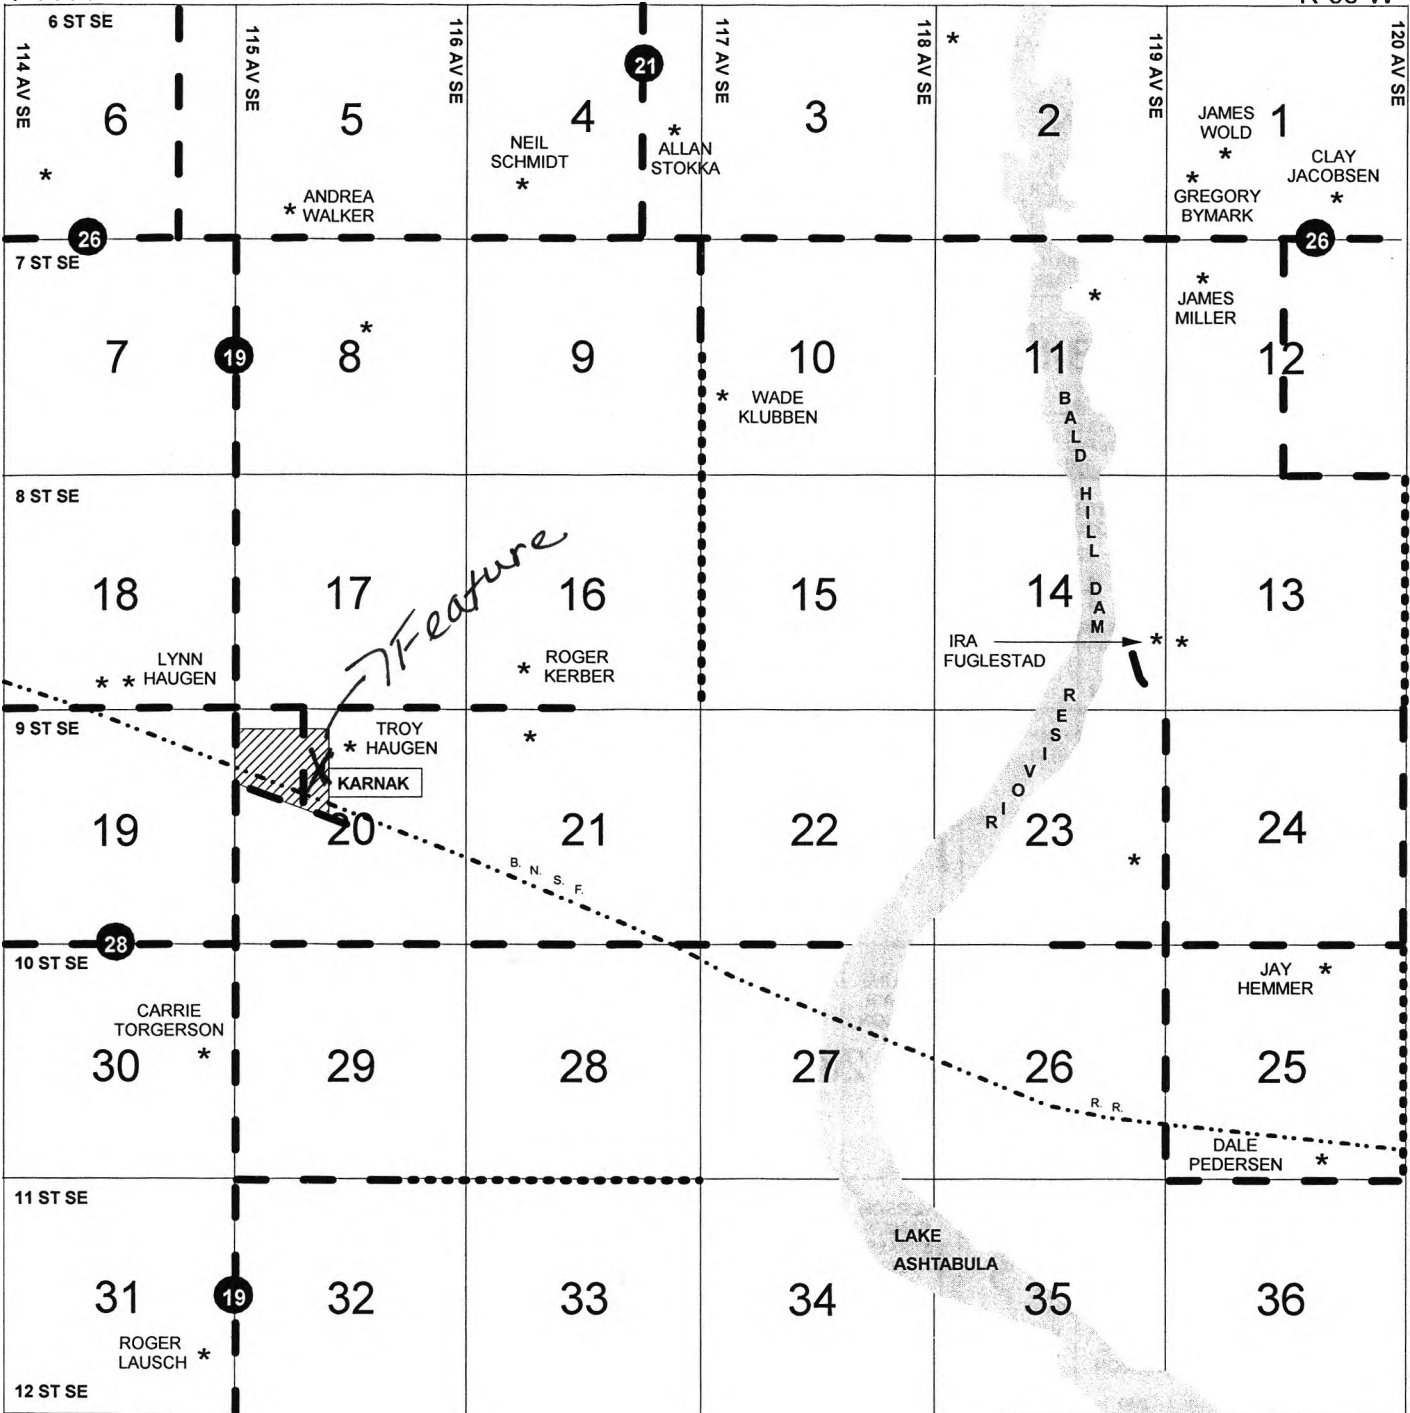 6 ST SE
114 AV SE
115 AV SE
116 AV SE
21
117 AV SE
118 AV SE
119 AV SE
120 AV SE
6
5
4
3
2
1
NEIL
SCHMIDT
ALLAN
STOKKA
JAMES
WOLD
CLAY
JACOBSEN
ANDREA
WALKER
GREGORY
BYMARK
26
26
7 ST SE
JAMES
MILLER
7
19
8
9
10
11
12
WADE
KLUBBEN
BALD HILL DAM
8 ST SE
Feature
18
17
16
15
14
13
LYNN
HAUGEN
ROGER
KERBER
IRA
FUGLESTAD
RESIVOIR
9 ST SE
TROY
HAUGEN
KARNAK
19
20
21
22
23
24
B. N. S. F.
28
10 ST SE
JAY
HEMMER
CARRIE
TORGERSON
30
29
28
27
26
25
R. R.
DALE
PEDERSEN
11 ST SE
LAKE
ASHTABULA
31
19
32
33
34
35
36
ROGER
LAUSCH
12 ST SE